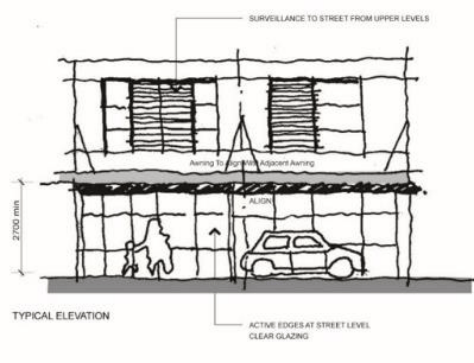 SURVEILLANCE TO STREET FROM UPPER LEVELS
Awning To Align With Adjacent Awning
ALIGN
2700 min
TYPICAL ELEVATION
ACTIVE EDGES AT STREET LEVEL
CLEAR GLAZING